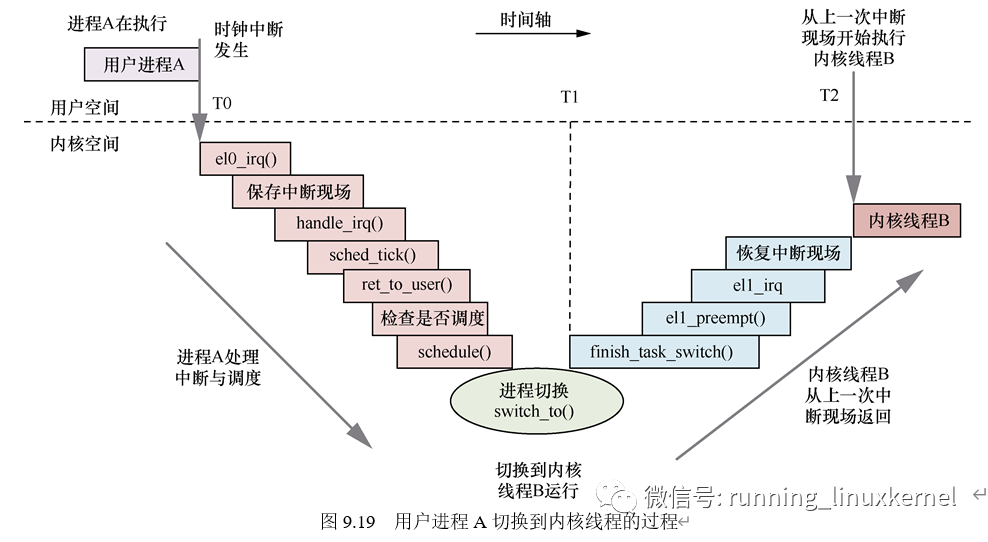 进程A在执行
用户进程A
时钟中断
发生
时间轴
从上一次中断
现场开始执行
内核线程B
T0
T1
T2
用户空间
内核空间
el0_irq()
保存中断现场
handle_irq()
sched_tick()
ret_to_user()
检查是否调度
schedule()
进程切换
switch_to()
finish_task_switch()
el1_preempt()
el1_irq
恢复中断现场
内核线程B
进程A处理
中断与调度
内核线程B
从上一次中
断现场返回
切换到内核
线程B运行
微信号: running_linuxkernel
图 9.19 用户进程 A 切换到内核线程的过程